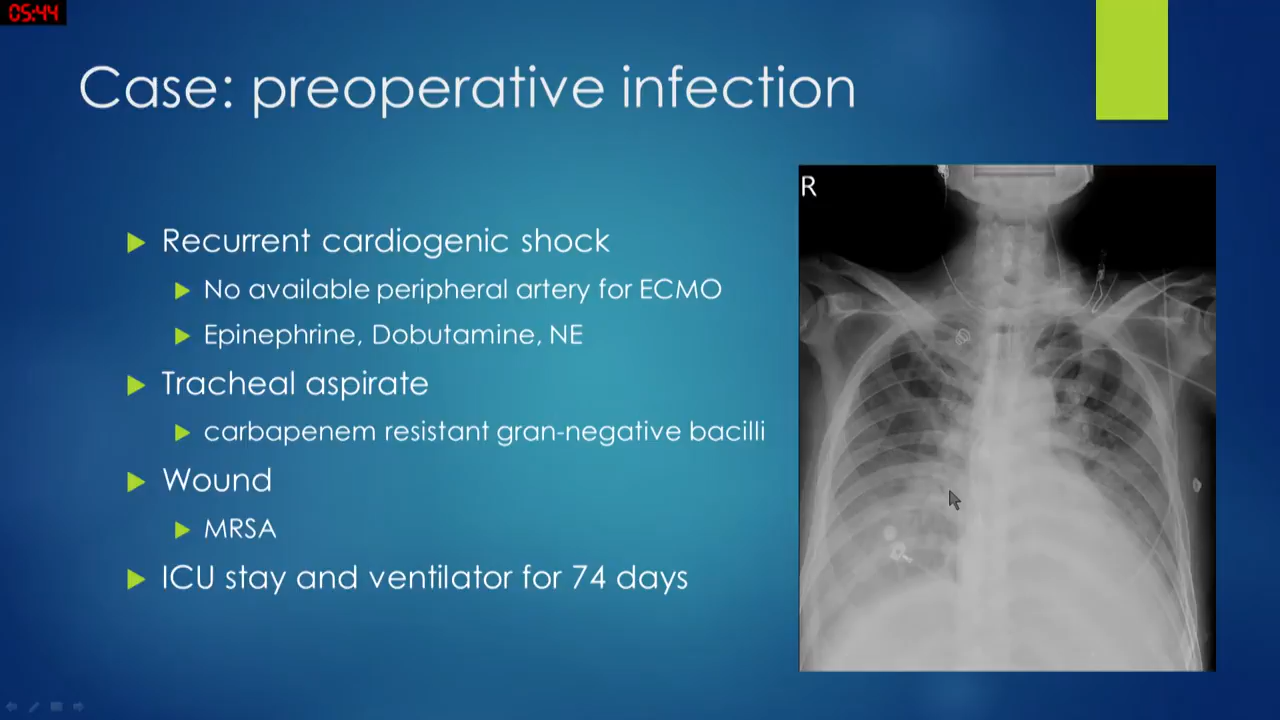 05:44
Case: preoperative infection
Recurrent cardiogenic shock
No available peripheral artery for ECMO
Epinephrine, Dobutamine, NE
Tracheal aspirate
carbapenem resistant gran-negative bacilli
Wound
MRSA
ICU stay and ventilator for 74 days
R